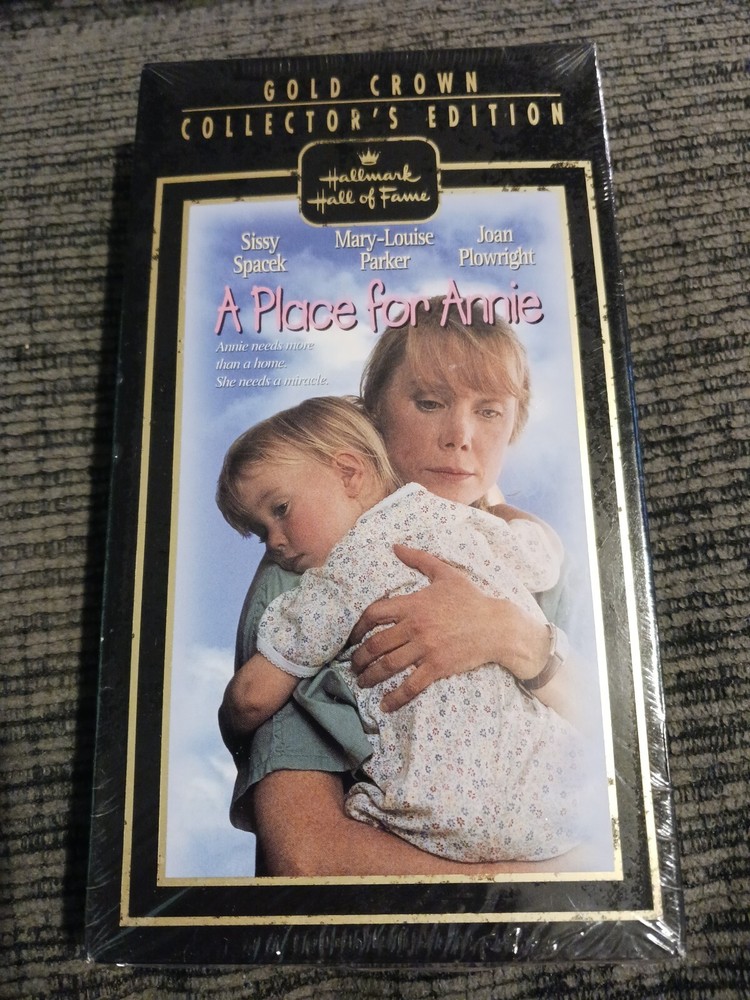 GOLD CROWN
COLLECTOR'S EDITION
Hallmark
Hall of Fame
Sissy Spacek
Mary-Louise Parker
Joan Plowright
A Place for Annie
Annie needs more
than a home.
She needs a miracle.